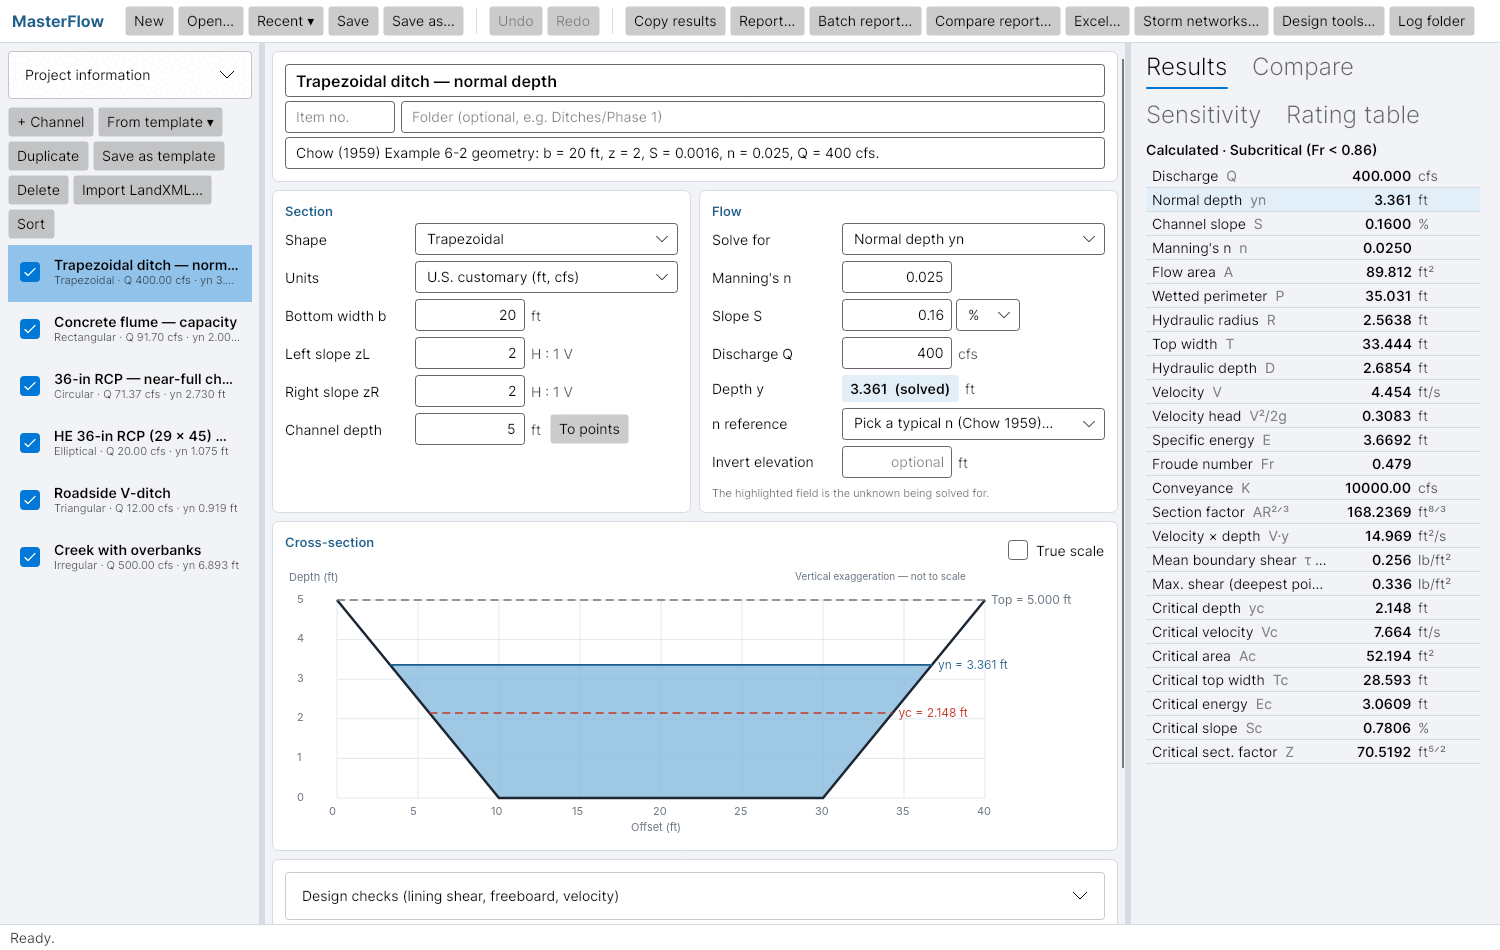 MasterFlow New Open... Recent ▾ Save Save as... Undo Redo Copy results Report... Batch report... Compare report... Excel... Storm networks... Design tools... Log folder
Project information
+ Channel From template ▾
Duplicate Save as template
Delete Import LandXML...
Sort
Trapezoidal ditch — norm...
Trapezoidal · Q 400.00 cfs · yn 3....
Concrete flume — capacity
Rectangular · Q 91.70 cfs · yn 2.00...
36-in RCP — near-full ch...
Circular · Q 71.37 cfs · yn 2.730 ft
HE 36-in RCP (29 × 45) ...
Elliptical · Q 20.00 cfs · yn 1.075 ft
Roadside V-ditch
Triangular · Q 12.00 cfs · yn 0.919 ft
Creek with overbanks
Irregular · Q 500.00 cfs · yn 6.893 ft
Trapezoidal ditch — normal depth
Item no. Folder (optional, e.g. Ditches/Phase 1)
Chow (1959) Example 6-2 geometry: b = 20 ft, z = 2, S = 0.0016, n = 0.025, Q = 400 cfs.
Section
Shape Trapezoidal
Units U.S. customary (ft, cfs)
Bottom width b 20 ft
Left slope zL 2 H : 1 V
Right slope zR 2 H : 1 V
Channel depth 5 ft To points
Flow
Solve for Normal depth yn
Manning's n 0.025
Slope S 0.16 %
Discharge Q 400 cfs
Depth y 3.361 (solved) ft
n reference Pick a typical n (Chow 1959)...
Invert elevation optional ft
The highlighted field is the unknown being solved for.
Cross-section
True scale
Depth (ft) Vertical exaggeration — not to scale
5 Top = 5.000 ft
4
yn = 3.361 ft
3
2 yc = 2.148 ft
1
0
0 5 10 15 20 25 30 35 40
Offset (ft)
Design checks (lining shear, freeboard, velocity)
Results Compare
Sensitivity Rating table
Calculated · Subcritical (Fr < 0.86)
Discharge Q 400.000 cfs
Normal depth yn 3.361 ft
Channel slope S 0.1600 %
Manning's n n 0.0250
Flow area A 89.812 ft²
Wetted perimeter P 35.031 ft
Hydraulic radius R 2.5638 ft
Top width T 33.444 ft
Hydraulic depth D 2.6854 ft
Velocity V 4.454 ft/s
Velocity head V²/2g 0.3083 ft
Specific energy E 3.6692 ft
Froude number Fr 0.479
Conveyance K 10000.00 cfs
Section factor AR²ᐟ³ 168.2369 ft⁸ᐟ³
Velocity × depth V·y 14.969 ft²/s
Mean boundary shear τ ... 0.256 lb/ft²
Max. shear (deepest poi... 0.336 lb/ft²
Critical depth yc 2.148 ft
Critical velocity Vc 7.664 ft/s
Critical area Ac 52.194 ft²
Critical top width Tc 28.593 ft
Critical energy Ec 3.0609 ft
Critical slope Sc 0.7806 %
Critical sect. factor Z 70.5192 ft⁵ᐟ²
Ready.